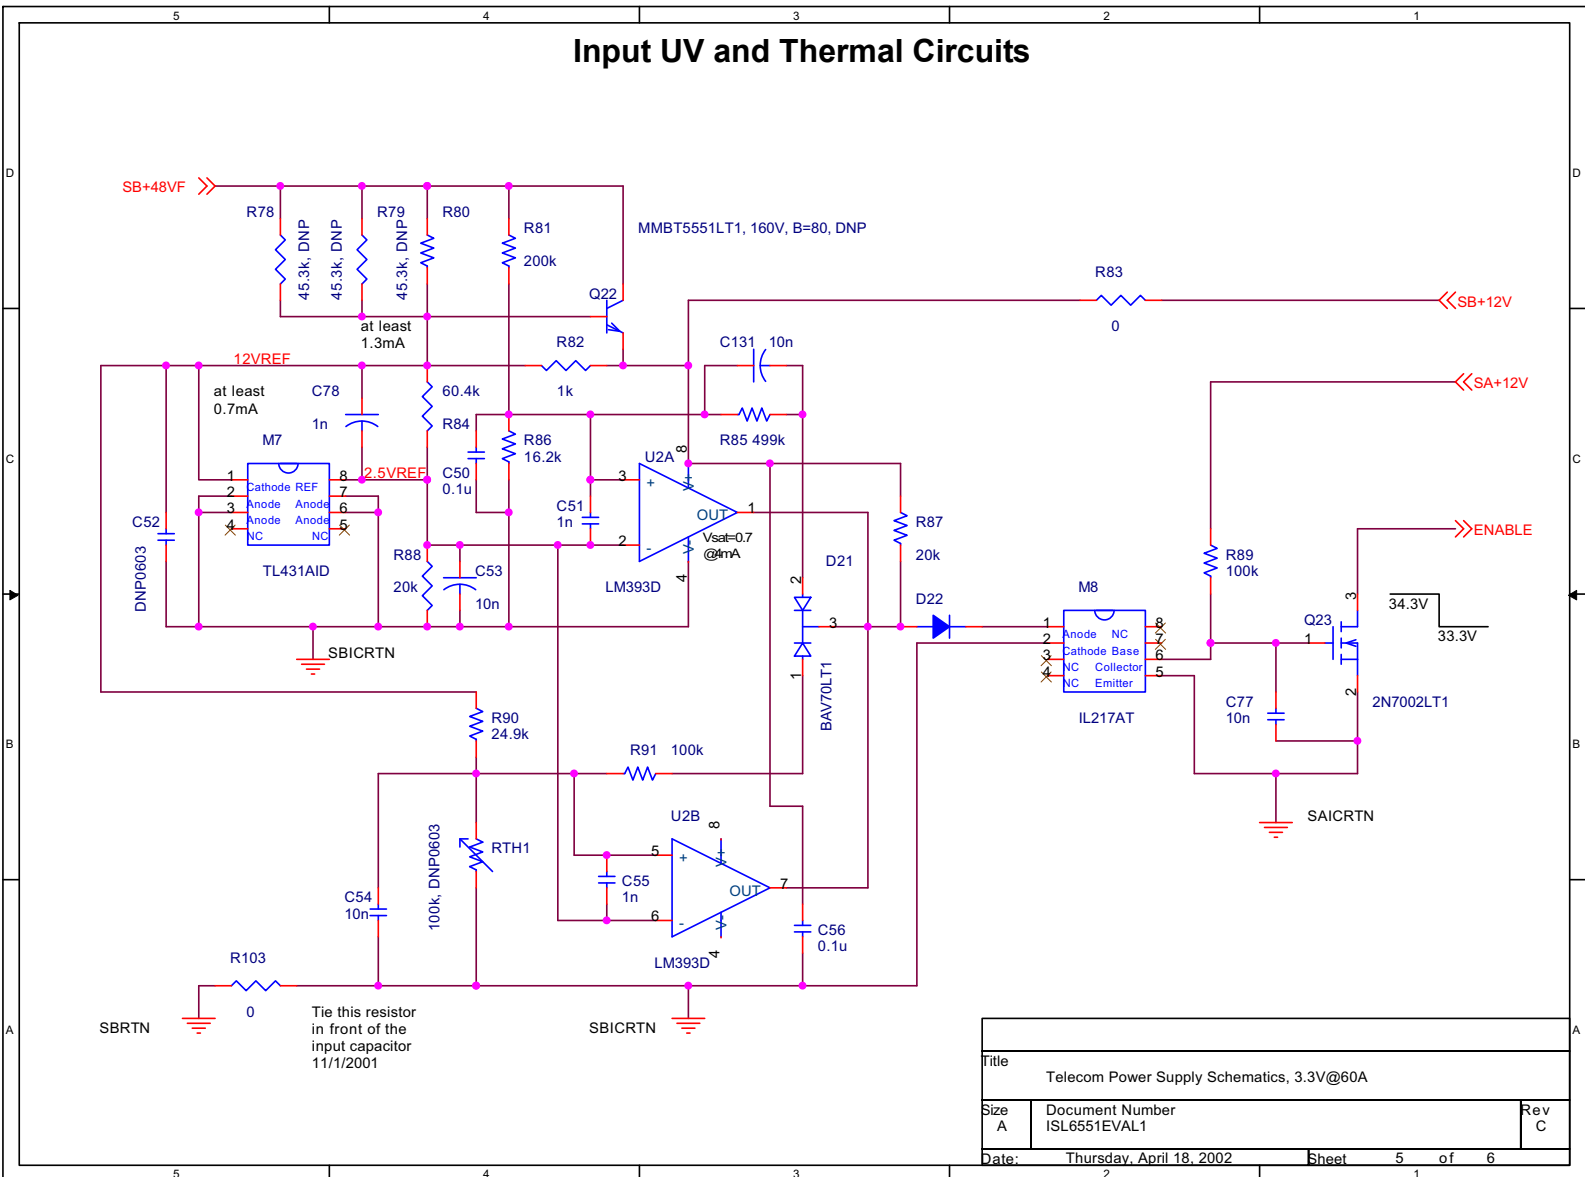 5 4 3 2 1
Input UV and Thermal Circuits
D D
SB+48VF
R78
45.3k, DNP
R79
45.3k, DNP
R80
45.3k, DNP
R81
200k
MMBT5551LT1, 160V, B=80, DNP
Q22
R83
0
SB+12V
at least
1.3mA
R82
1k
C131 10n
12VREF
SA+12V
at least
0.7mA
C78
1n
60.4k
R84
R85 499k
M7
R86
16.2k
U2A
8
C C
1
2
3
4
Cathode REF
Anode Anode
Anode Anode
NC NC
8
7
6
5
2.5VREF
C50
0.1u
3
+
V+
C51
1n
OUT
1
R87
20k
C52
DNP0603
TL431AID
R88
20k
C53
10n
2
-
V-
Vsat=0.7
@4mA
LM393D
4
D21
2
3
1
BAV70LT1
D22
M8
1
2
3
4
Anode NC
Cathode Base
NC Collector
NC Emitter
8
7
6
5
IL217AT
R89
100k
ENABLE
Q23
3
1
2
34.3V
33.3V
2N7002LT1
C77
10n
SBICRTN
R90
24.9k
B B
R91 100k
SAICRTN
U2B
8
100k, DNP0603
RTH1
5
+
V+
C55
1n
OUT
7
C54
10n
6
-
V-
4
LM393D
C56
0.1u
R103
0
SBRTN
Tie this resistor
in front of the
input capacitor
11/1/2001
SBICRTN
A A
Title
Telecom Power Supply Schematics, 3.3V@60A
Size
A
Document Number
ISL6551EVAL1
Rev
C
Date: Thursday, April 18, 2002 Sheet 5 of 6
5 4 3 2 1